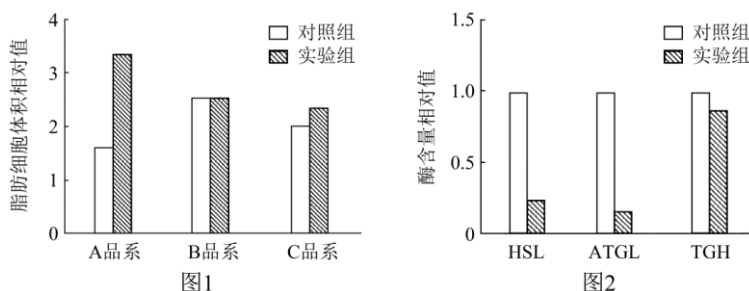 脂肪细胞体积相对值
4
3
2
1
0
对照组
实验组
A品系
B品系
C品系
图1
酶含量相对值
1.5
1.0
0.5
0
对照组
实验组
HSL
ATGL
TGH
图2